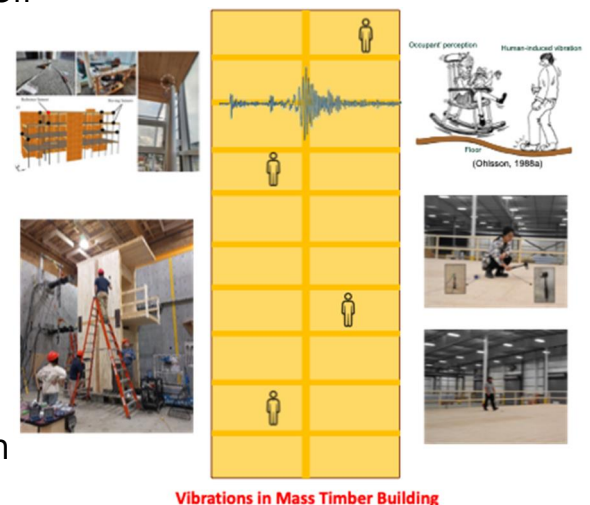 Occupant' perception
Human-induced vibration
Floor
(Ohlsson, 1988a)
Vibrations in Mass Timber Building